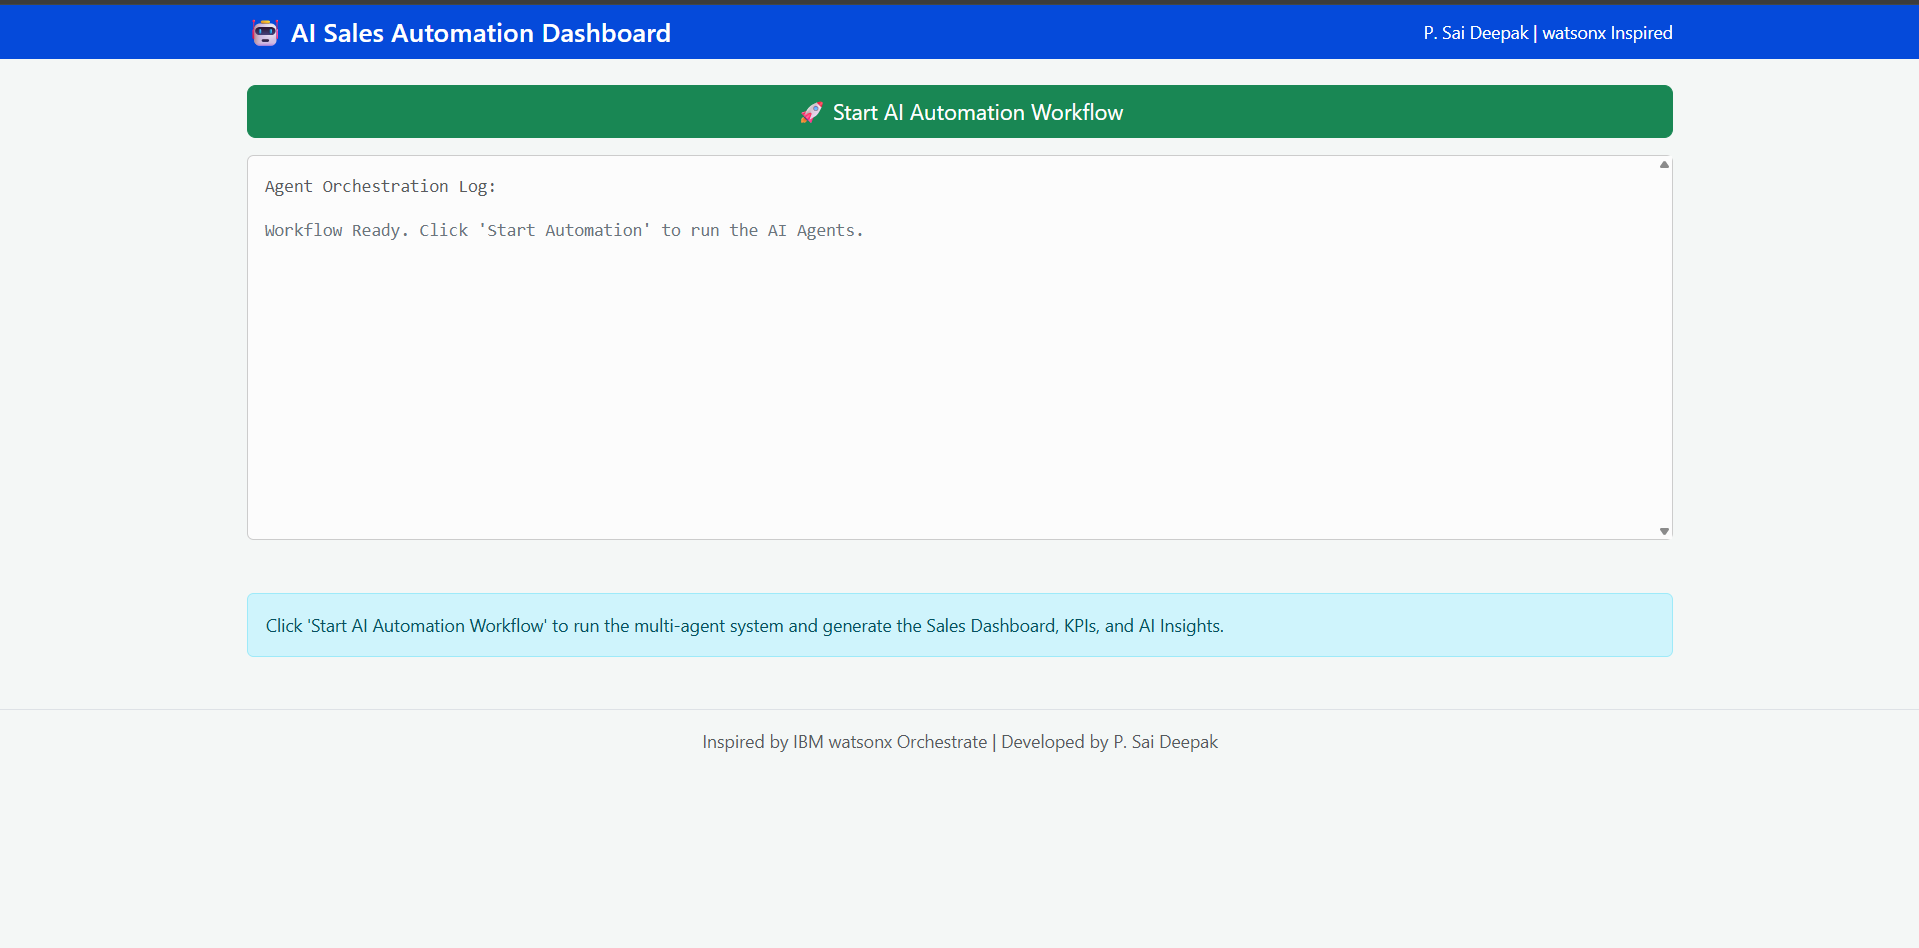 AI Sales Automation Dashboard
P. Sai Deepak | watsonx Inspired
Start AI Automation Workflow
Agent Orchestration Log:
Workflow Ready. Click 'Start Automation' to run the AI Agents.
Click 'Start AI Automation Workflow' to run the multi-agent system and generate the Sales Dashboard, KPIs, and AI Insights.
Inspired by IBM watsonx Orchestrate | Developed by P. Sai Deepak